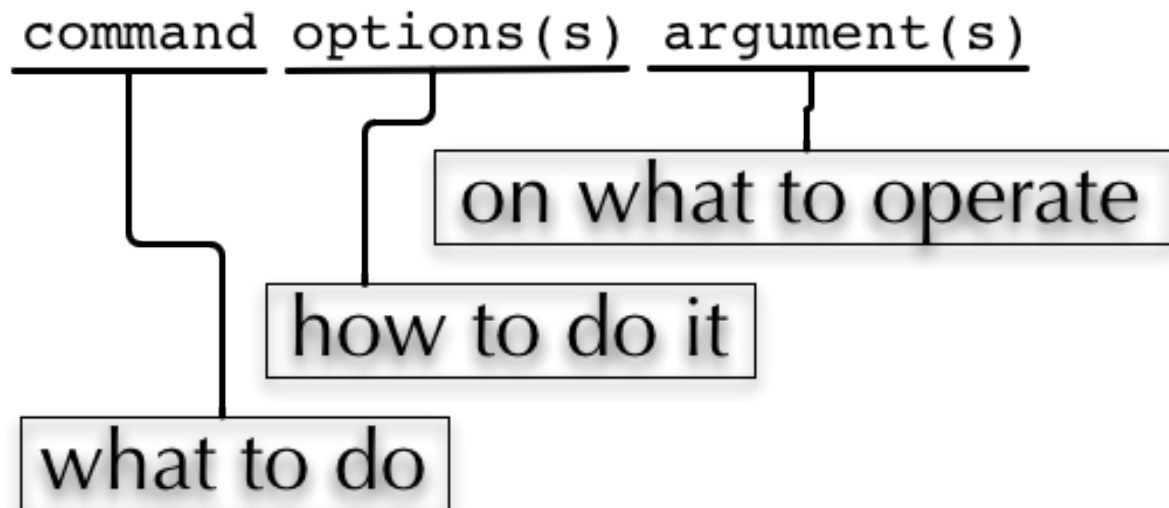 command options(s) argument(s)
on what to operate
how to do it
what to do